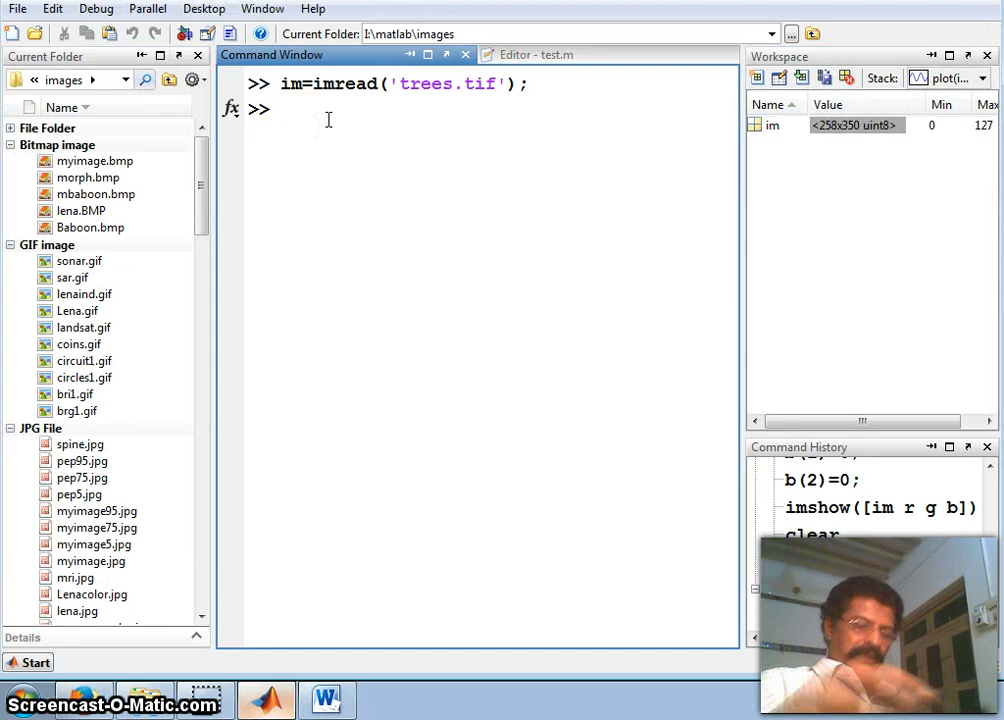 File Edit Debug Parallel Desktop Window Help
Current Folder: I:\matlab\images
Current Folder
« images
Name
File Folder
Bitmap image
myimage.bmp
morph.bmp
mbaboon.bmp
lena.BMP
Baboon.bmp
GIF image
sonar.gif
sar.gif
lenaind.gif
Lena.gif
landsat.gif
coins.gif
circuit1.gif
circles1.gif
bri1.gif
brg1.gif
JPG File
spine.jpg
pep95.jpg
pep75.jpg
pep5.jpg
myimage95.jpg
myimage75.jpg
myimage5.jpg
myimage.jpg
mri.jpg
Lenacolor.jpg
lena.jpg
Details
Command Window
Editor - test.m
>> im=imread('trees.tif');
fx >>
Workspace
Stack: plot(i...
Name Value Min Max
im <258x350 uint8> 0 127
Command History
b(2)=0;
imshow([im r g b])
clear
Start
Screencast-O-Matic.com